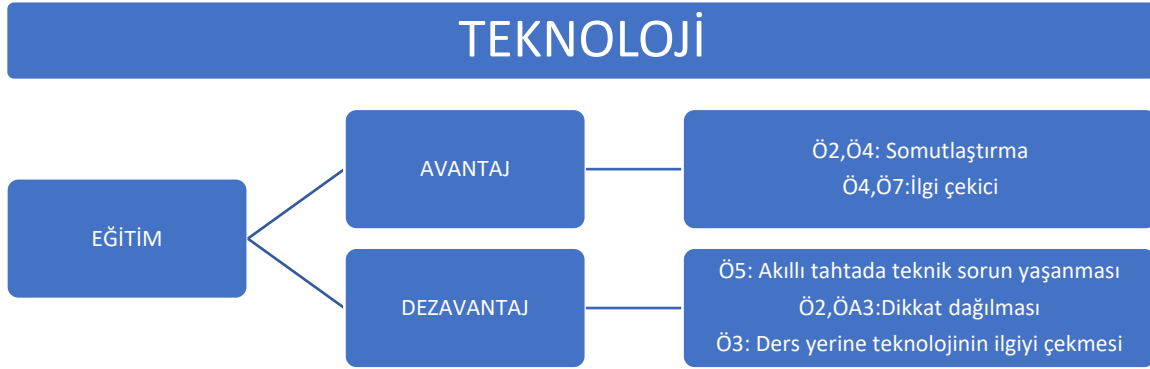 TEKNOLOJİ
EĞİTİM
AVANTAJ
Ö2,Ö4: Somutlaştırma
Ö4,Ö7:İlgi çekici
DEZAVANTAJ
Ö5: Akıllı tahtada teknik sorun yaşanması
Ö2,ÖA3:Dikkat dağılması
Ö3: Ders yerine teknolojinin ilgiyi çekmesi